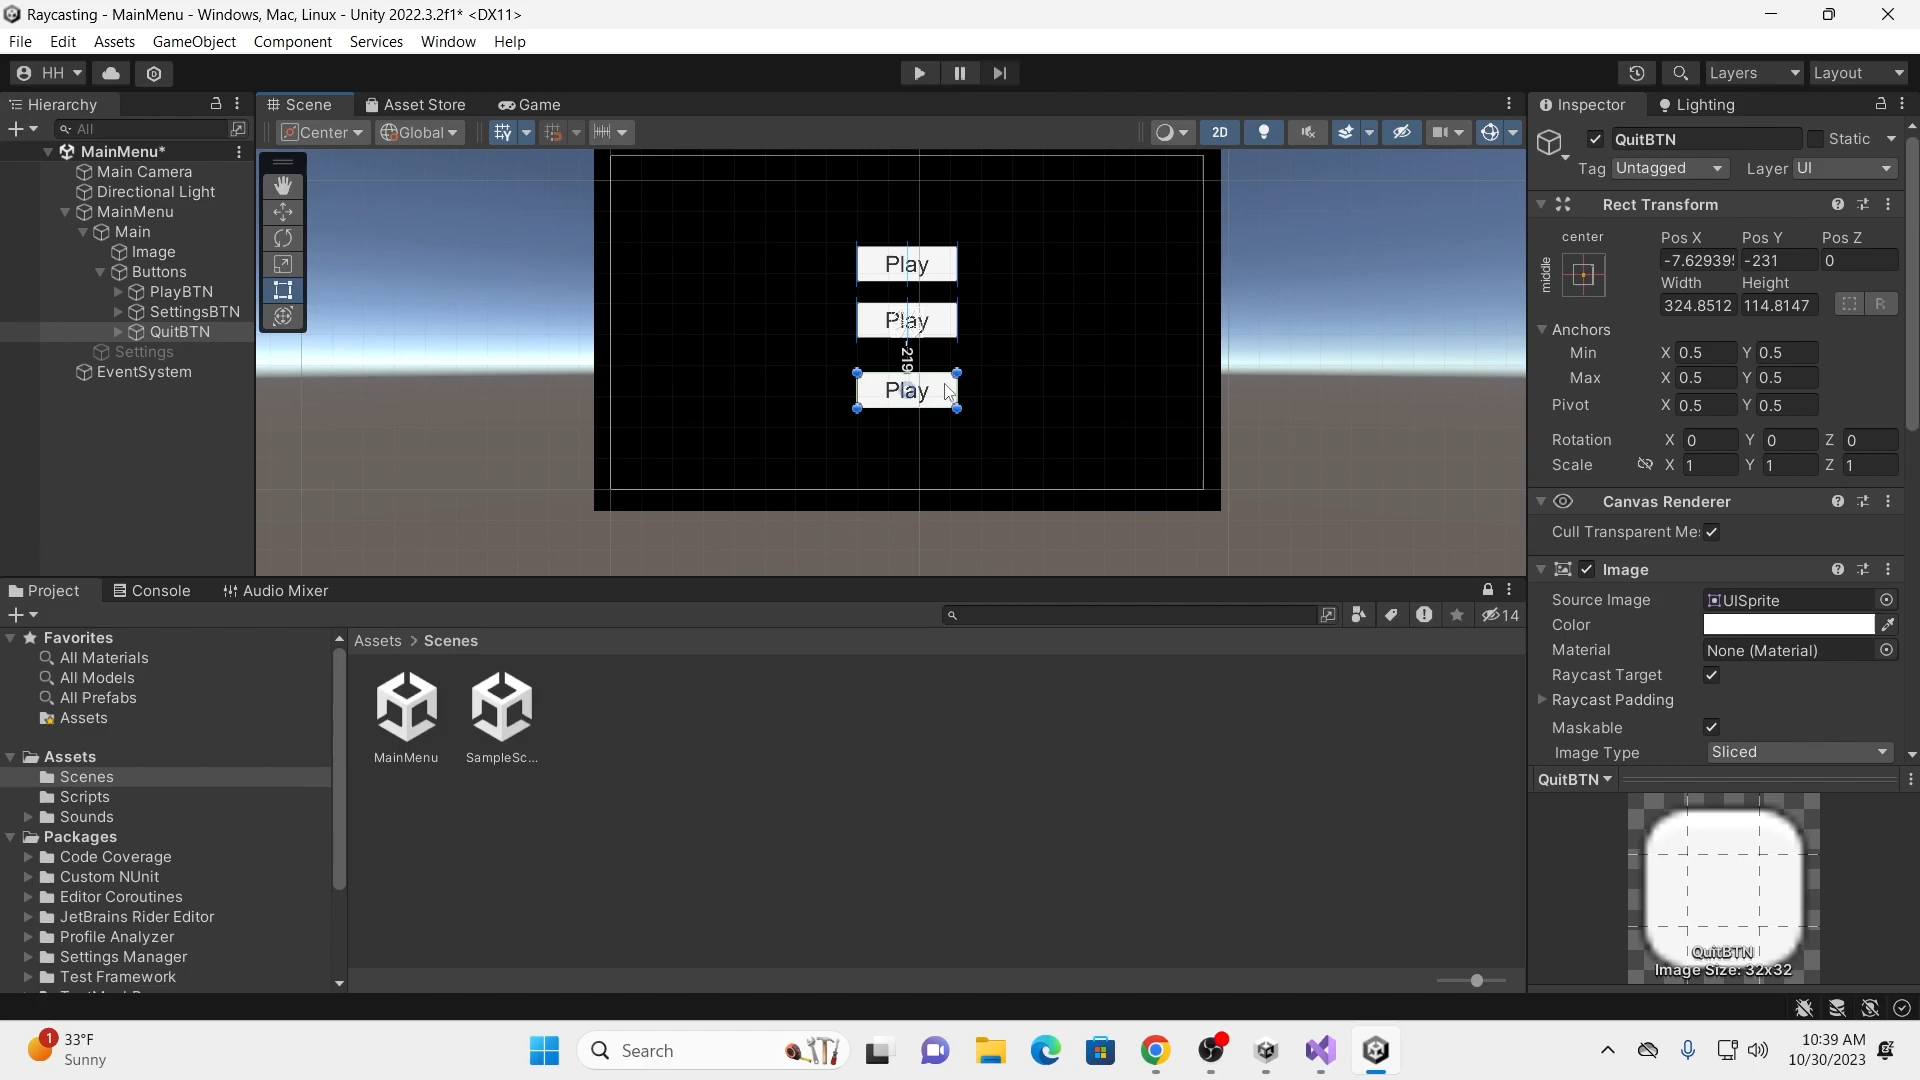 Raycasting - MainMenu - Windows, Mac, Linux - Unity 2022.3.2f1* <DX11>
File Edit Assets GameObject Component Services Window Help
HH Layers Layout
Hierarchy
All
MainMenu*
Main Camera
Directional Light
MainMenu
Main
Image
Buttons
PlayBTN
SettingsBTN
QuitBTN
Settings
EventSystem
Scene Asset Store Game
Center Global 2D
Play
Play
-219
Play
Inspector Lighting
QuitBTN Static
Tag Untagged Layer UI
Rect Transform
center Pos X Pos Y Pos Z
middle -7.62939 -231 0
Width Height
324.8512 114.8147 R
Anchors
Min X 0.5 Y 0.5
Max X 0.5 Y 0.5
Pivot X 0.5 Y 0.5
Rotation X 0 Y 0 Z 0
Scale X 1 Y 1 Z 1
Canvas Renderer
Cull Transparent Me:
Image
Source Image UISprite
Color
Material None (Material)
Raycast Target
Raycast Padding
Maskable
Image Type Sliced
QuitBTN
QuitBTN
Image Size: 32x32
Project Console Audio Mixer
14
Favorites
All Materials
All Models
All Prefabs
Assets
Assets
Scenes
Scripts
Sounds
Packages
Code Coverage
Custom NUnit
Editor Coroutines
JetBrains Rider Editor
Profile Analyzer
Settings Manager
Test Framework
Assets > Scenes
MainMenu SampleSc...
1 33°F
Sunny
Search
10:39 AM
10/30/2023